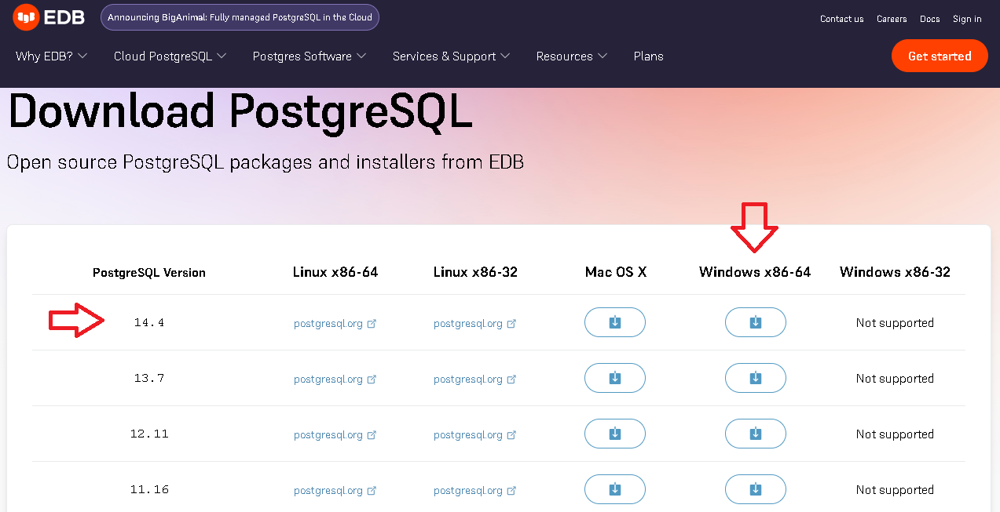 EDB
Announcing BigAnimal: Fully managed PostgreSQL in the Cloud
Contact us Careers Docs Sign in
Why EDB? Cloud PostgreSQL Postgres Software Services & Support Resources Plans
Get started
Download PostgreSQL
Open source PostgreSQL packages and installers from EDB
PostgreSQL Version Linux x86-64 Linux x86-32 Mac OS X Windows x86-64 Windows x86-32
14.4 postgresql.org postgresql.org Not supported
13.7 postgresql.org postgresql.org Not supported
12.11 postgresql.org postgresql.org Not supported
11.16 postgresql.org postgresql.org Not supported